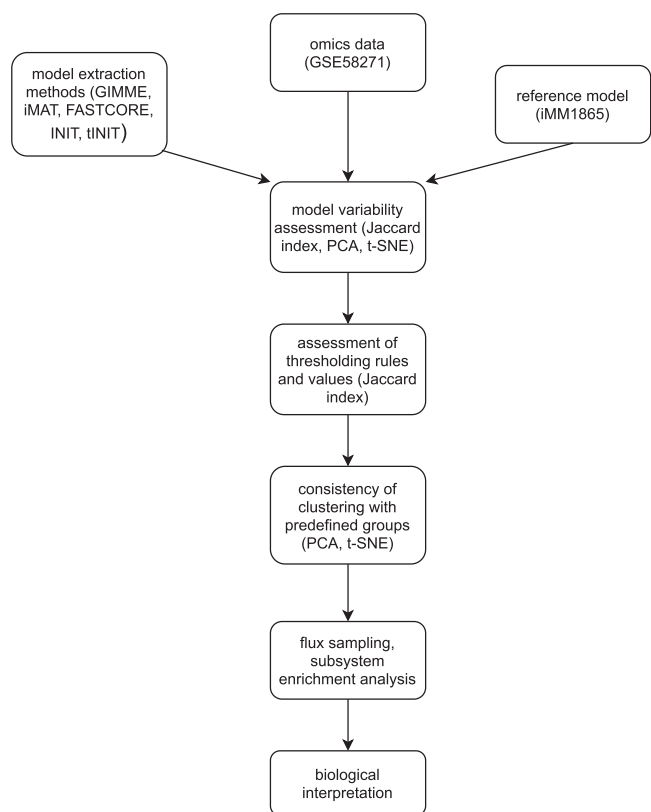 omics data
(GSE58271)
model extraction
methods (GIMME,
iMAT, FASTCORE,
INIT, tINIT)
reference model
(iMM1865)
model variability
assessment (Jaccard
index, PCA, t-SNE)
assessment of
thresholding rules
and values (Jaccard
index)
consistency of
clustering with
predefined groups
(PCA, t-SNE)
flux sampling,
subsystem
enrichment analysis
biological
interpretation